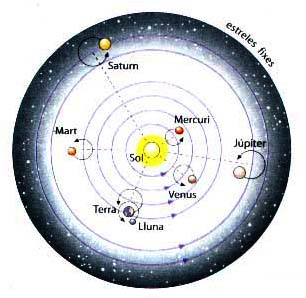 estreles fixes
Saturn
Mercuri
Mart
Júpiter
Sol
Venus
Terra
Lluna